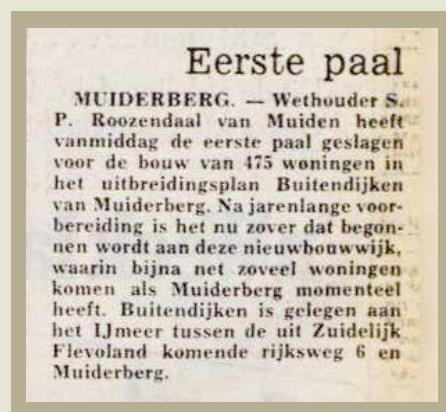 Eerste paal
MUIDERBERG. — Wethouder S.
P. Roozendaal van Muiden heeft
vanmiddag de eerste paal geslagen
voor de bouw van 475 woningen in
het uitbreidingsplan Buitendijken
van Muiderberg. Na jarenlange voor-
bereiding is het nu zover dat begon-
nen wordt aan deze nieuwbouwwijk,
waarin bijna net zoveel woningen
komen als Muiderberg momenteel
heeft. Buitendijken is gelegen aan
het IJmeer tussen de uit Zuidelijk
Flevoland komende rijksweg 6 en
Muiderberg.